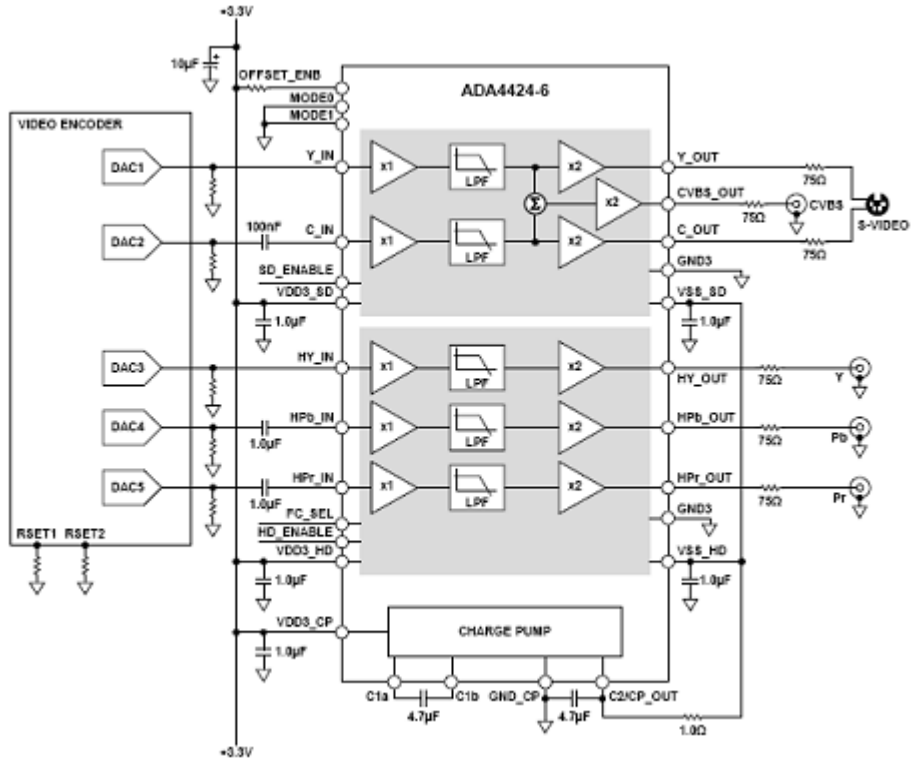 +3.3V
10µF
+
OFFSET_ENB
MODE0
MODE1
ADA4424-6
VIDEO ENCODER
DAC1
Y_IN
x1
LPF
x2
Y_OUT
75Ω
Σ
x2
CVBS_OUT
75Ω
CVBS
S-VIDEO
DAC2
100nF
C_IN
x1
LPF
x2
C_OUT
75Ω
SD_ENABLE
GND3
VDD3_SD
VSS_SD
1.0µF
1.0µF
DAC3
HY_IN
x1
LPF
x2
HY_OUT
75Ω
Y
DAC4
1.0µF
HPb_IN
x1
LPF
x2
HPb_OUT
75Ω
Pb
DAC5
1.0µF
HPr_IN
x1
LPF
x2
HPr_OUT
75Ω
Pr
FC_SEL
GND3
RSET1 RSET2
HD_ENABLE
VDD3_HD
VSS_HD
1.0µF
1.0µF
VDD3_CP
CHARGE PUMP
1.0µF
C1a
C1b
GND_CP
C2/CP_OUT
4.7µF
4.7µF
1.0Ω
+3.3V